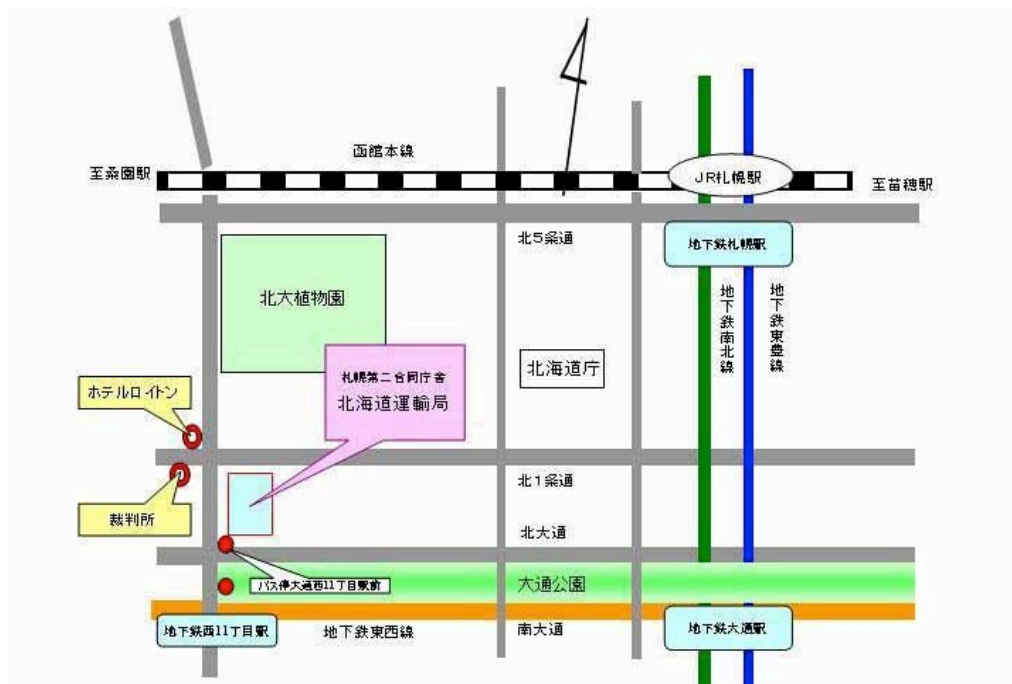 函館本線
至桑園駅
JR札幌駅
至苗穂駅
北5条通
地下鉄札幌駅
北大植物園
地下鉄南北線
地下鉄東豊線
札幌第二合同庁舎
北海道運輸局
北海道庁
ホテルロイトン
北1条通
裁判所
北大通
バス停大通西11丁目駅前
大通公園
地下鉄西11丁目駅
地下鉄東西線
南大通
地下鉄大通駅